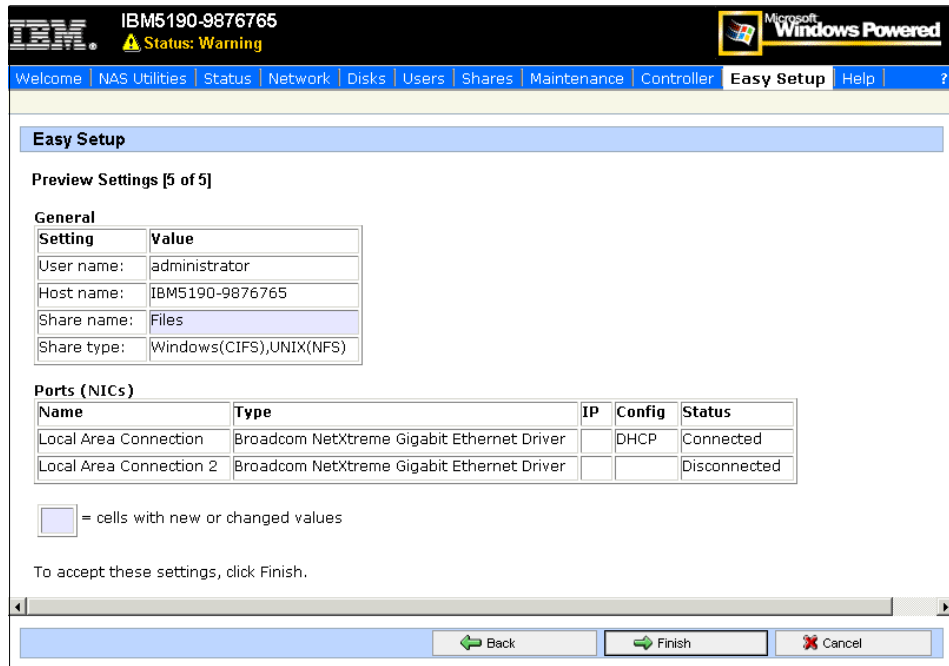 IBM. IBM5190-9876765 Microsoft
Status: Warning Windows Powered
Welcome NAS Utilities Status Network Disks Users Shares Maintenance Controller Easy Setup Help ?
Easy Setup
Preview Settings [5 of 5]
General
Setting Value
User name: administrator
Host name: IBM5190-9876765
Share name: Files
Share type: Windows(CIFS),UNIX(NFS)
Ports (NICs)
Name Type IP Config Status
Local Area Connection Broadcom NetXtreme Gigabit Ethernet Driver DHCP Connected
Local Area Connection 2 Broadcom NetXtreme Gigabit Ethernet Driver Disconnected
= cells with new or changed values
To accept these settings, click Finish.
Back Finish Cancel